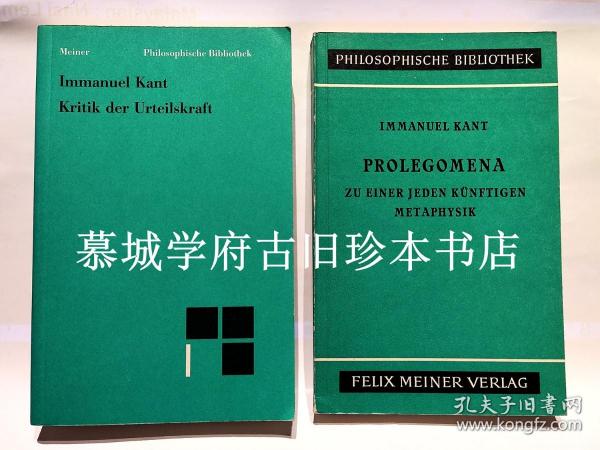 Meiner Philosophische Bibliothek
Immanuel Kant
Kritik der Urteilskraft
PHILOSOPHISCHE BIBLIOTHEK
IMMANUEL KANT
PROLEGOMENA
ZU EINER JEDEN KÜNFTIGEN
METAPHYSIK
FELIX MEINER VERLAG
慕城学府古旧珍本书店
孔夫子旧书网
www.kongfz.com